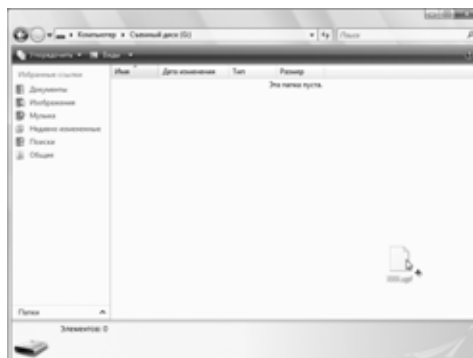 Компьютер ▸ Съемный диск (G:)
Поиск
Упорядочить Виды
Избранные ссылки
Имя Дата изменения Тип Размер
Эта папка пуста.
Документы
Изображения
Музыка
Недавно измененные
Поиски
Общие
Папки
Элементов: 0